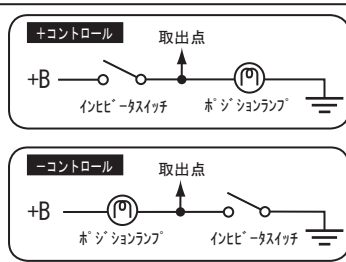 +コントロール
取出点
+B
インヒビータスイッチ ポジションランプ
−コントロール
取出点
+B
ポジションランプ インヒビータスイッチ